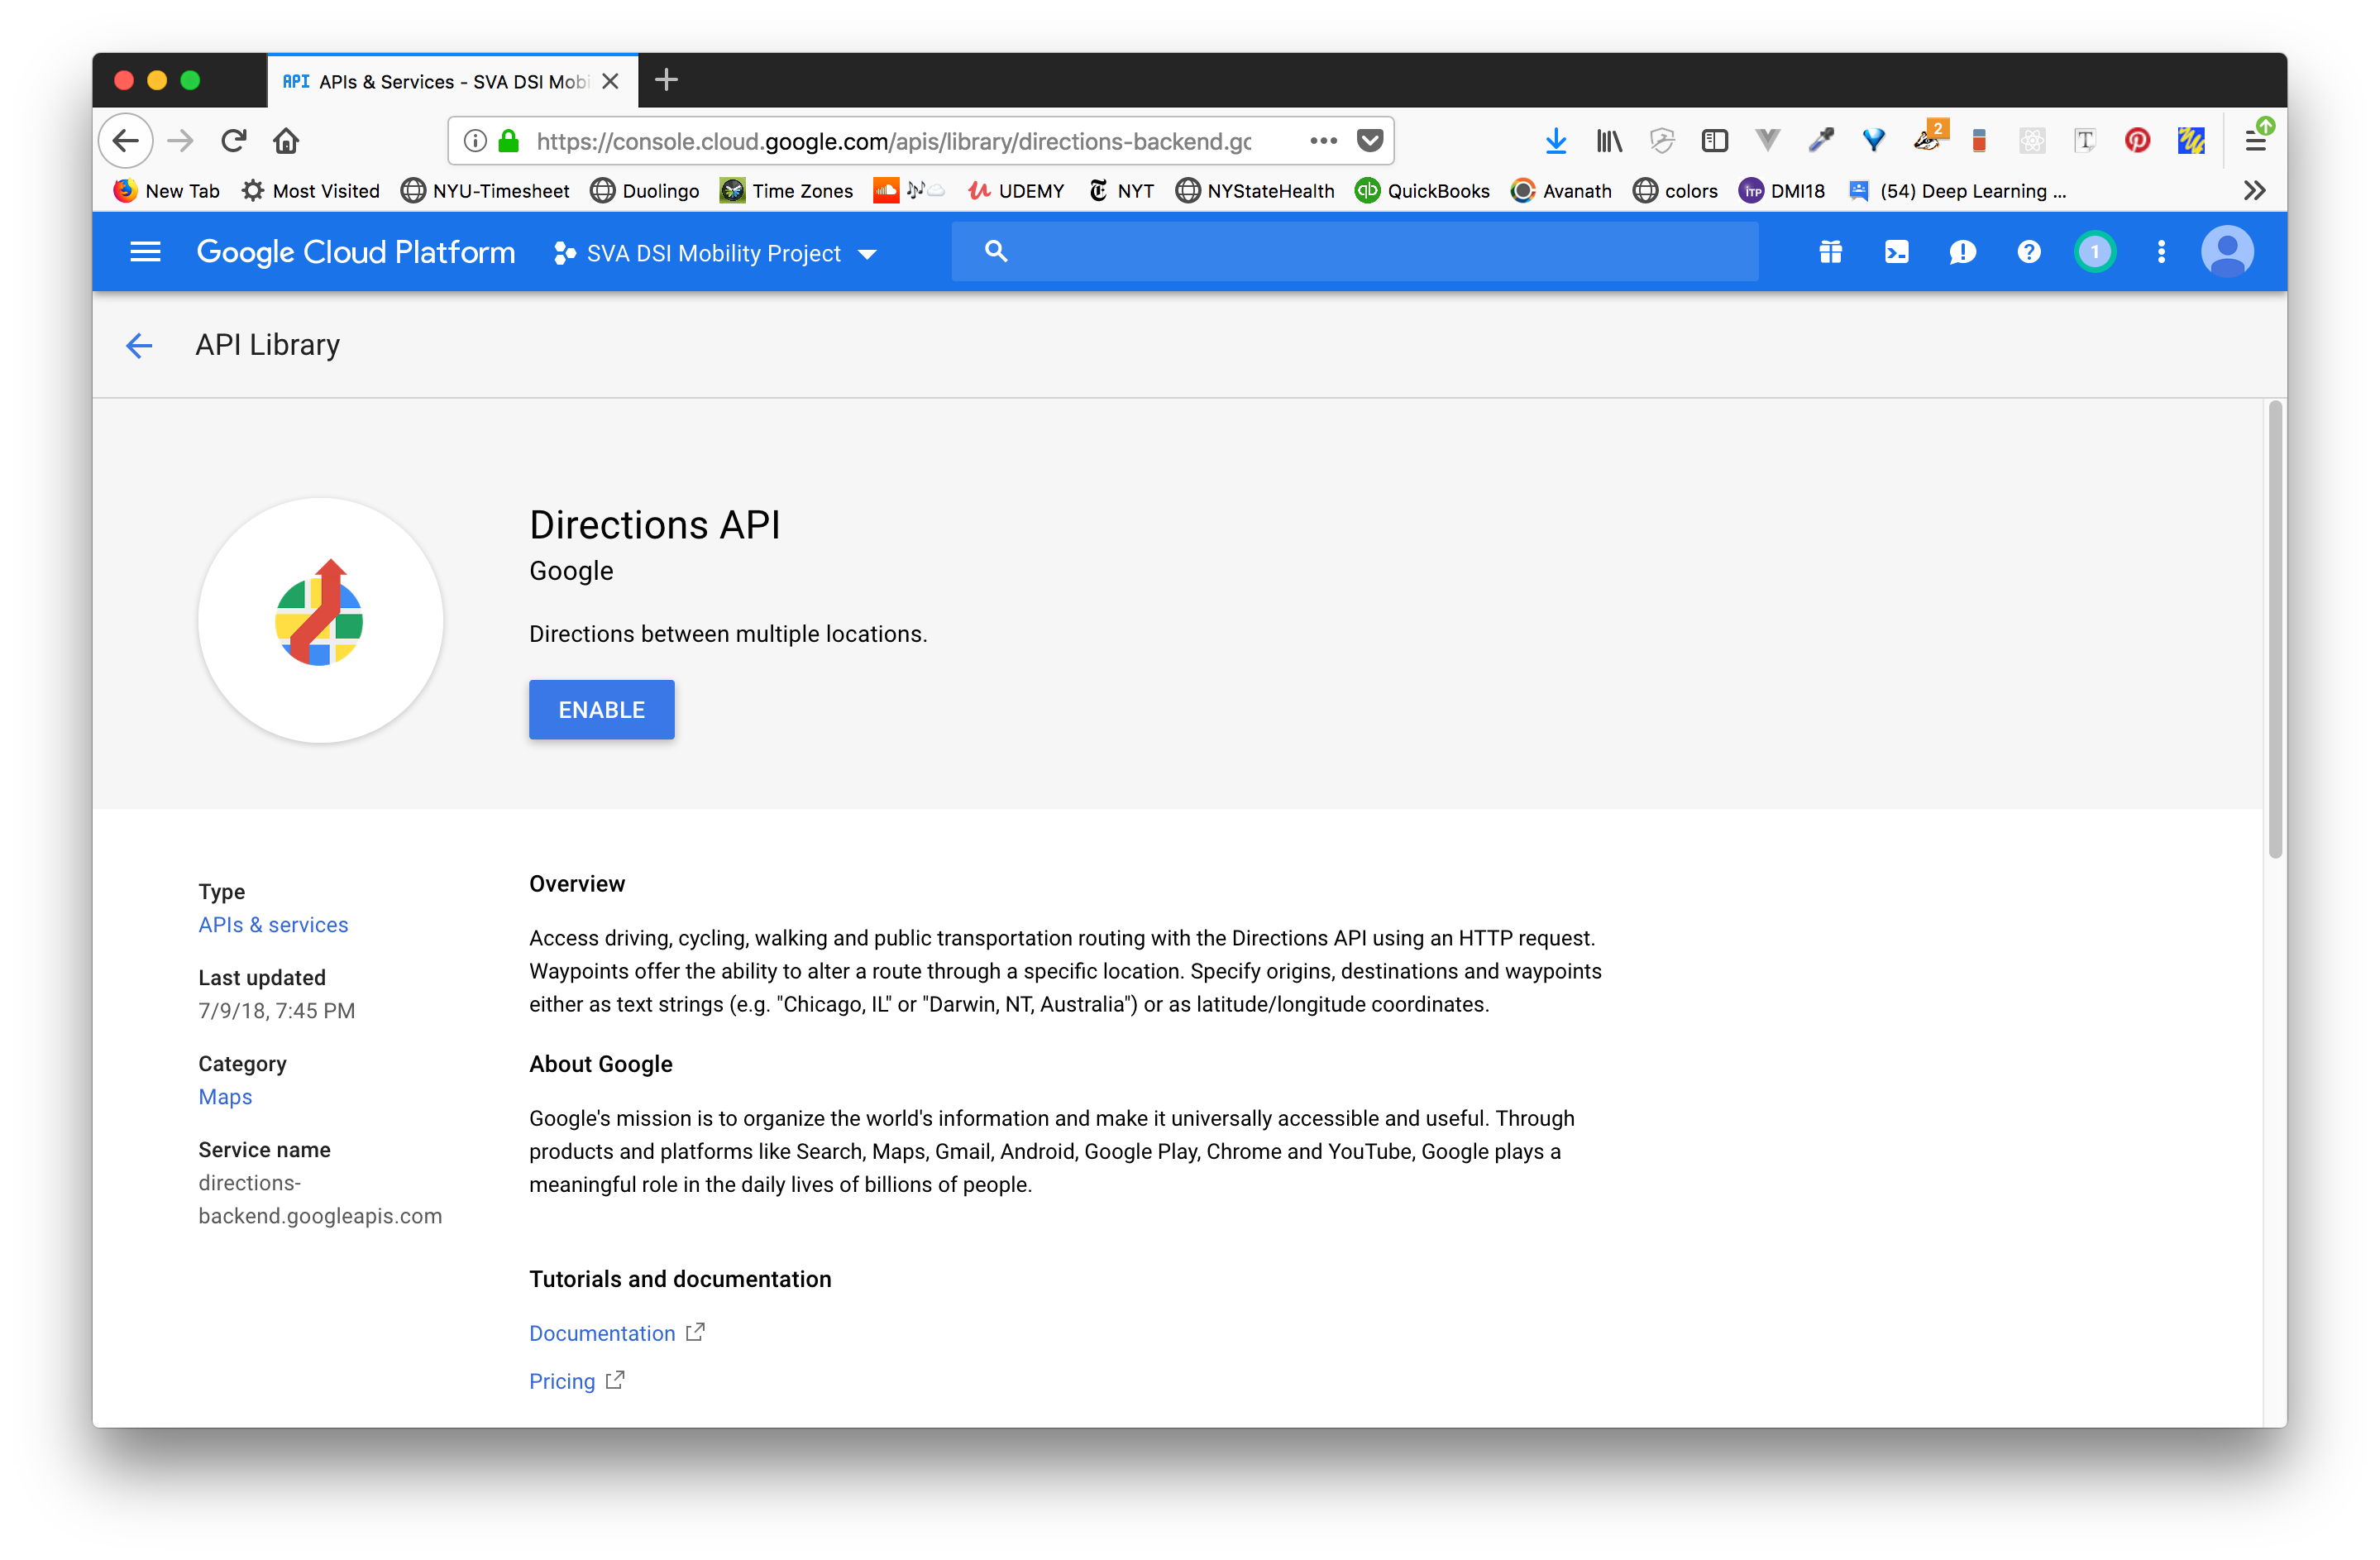 API APIs & Services - SVA DSI Mobi
https://console.cloud.google.com/apis/library/directions-backend.gc
2
New Tab Most Visited NYU-Timesheet Duolingo Time Zones UDEMY NYT NYStateHealth QuickBooks Avanath colors DMI18 (54) Deep Learning ...
Google Cloud Platform SVA DSI Mobility Project 1
API Library
Directions API
Google
Directions between multiple locations.
ENABLE
Type
APIs & services
Last updated
7/9/18, 7:45 PM
Category
Maps
Service name
directions-
backend.googleapis.com
Overview
Access driving, cycling, walking and public transportation routing with the Directions API using an HTTP request.
Waypoints offer the ability to alter a route through a specific location. Specify origins, destinations and waypoints
either as text strings (e.g. "Chicago, IL" or "Darwin, NT, Australia") or as latitude/longitude coordinates.
About Google
Google's mission is to organize the world's information and make it universally accessible and useful. Through
products and platforms like Search, Maps, Gmail, Android, Google Play, Chrome and YouTube, Google plays a
meaningful role in the daily lives of billions of people.
Tutorials and documentation
Documentation
Pricing